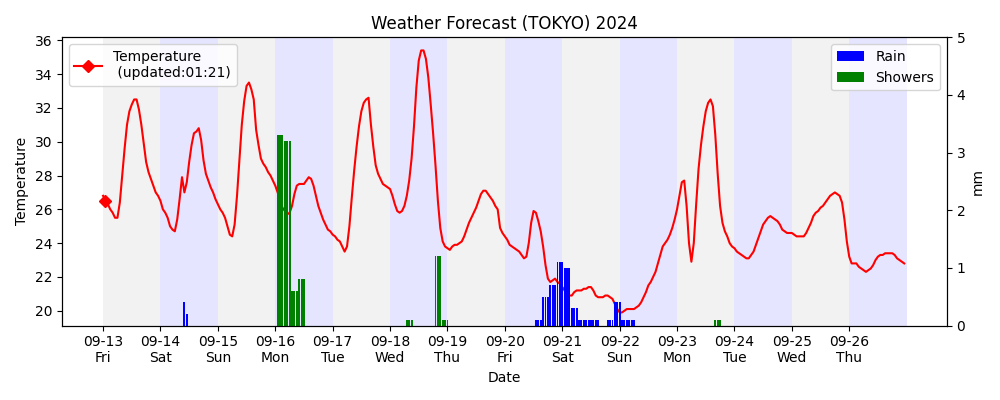 Weather Forecast (TOKYO) 2024
Temperature
(updated:01:21)
Rain
Showers
36
34
32
30
28
26
24
22
20
Temperature
5
4
3
2
1
0
mm
09-13 09-14 09-15 09-16 09-17 09-18 09-19 09-20 09-21 09-22 09-23 09-24 09-25 09-26
Fri Sat Sun Mon Tue Wed Thu Fri Sat Sun Mon Tue Wed Thu
Date